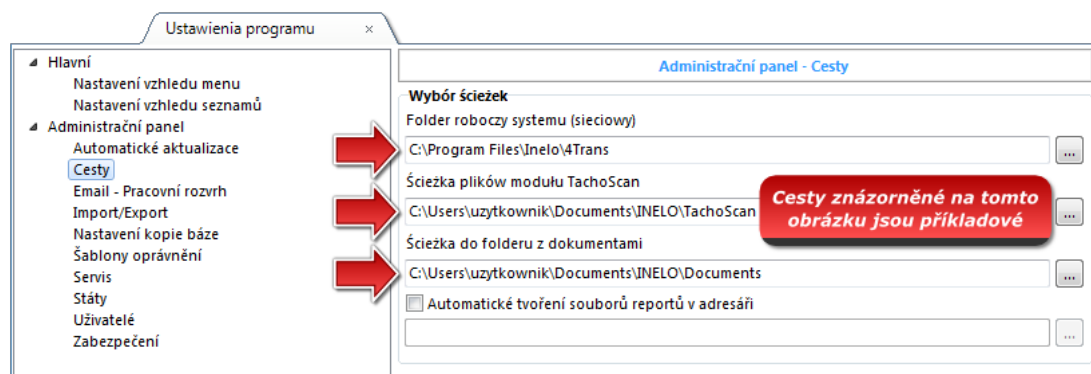 Ustawienia programu
Hlavní
Nastavení vzhledu menu
Nastavení vzhledu seznamů
Administrační panel
Automatické aktualizace
Cesty
Email - Pracovní rozvrh
Import/Export
Nastavení kopie báze
Šablony oprávnění
Servis
Státy
Uživatelé
Zabezpečení
Administrační panel - Cesty
Wybór ścieżek
Folder roboczy systemu (sieciowy)
C:\Program Files\Inelo\4Trans
...
Ścieżka plików modułu TachoScan
C:\Users\uzytkownik\Documents\INELO\TachoScan
...
Cesty znázorněné na tomto
obrázku jsou příkladové
Ścieżka do folderu z dokumentami
C:\Users\uzytkownik\Documents\INELO\Documents
...
Automatické tvoření souborů reportů v adresáři
...